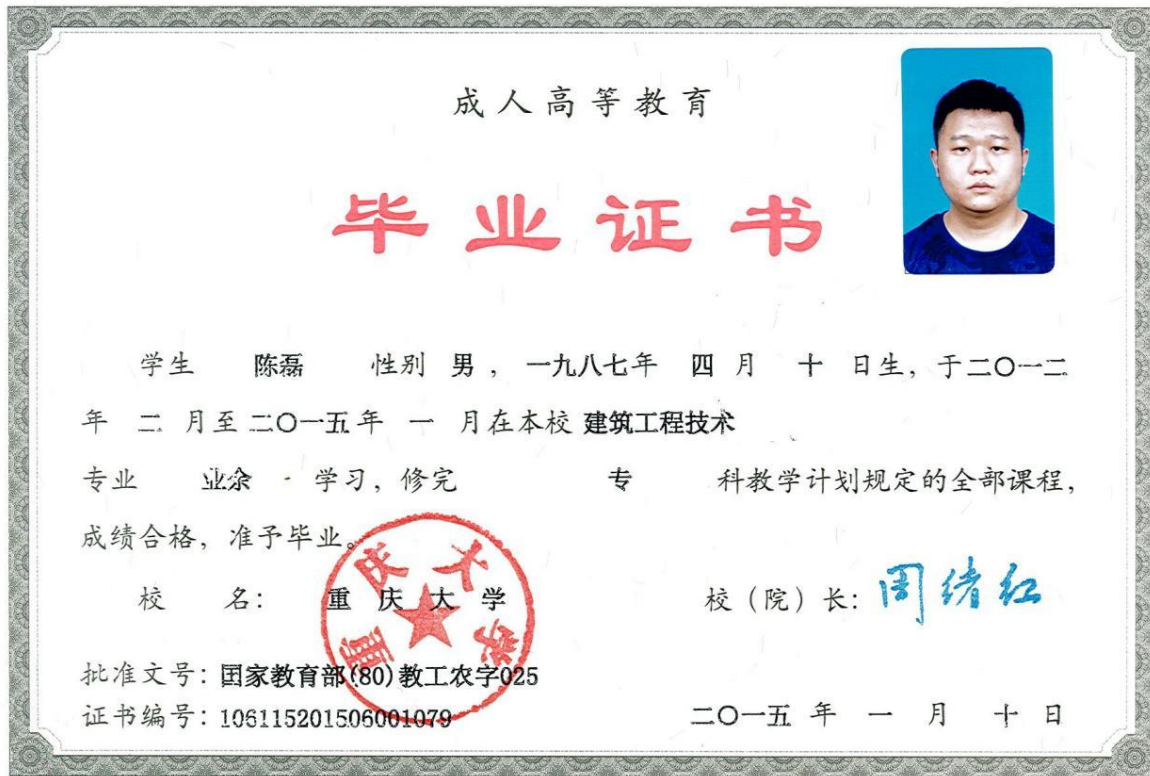 成人高等教育
毕业证书
学生 陈磊 性别 男，一九八七年 四 月 十 日生，于二〇一二
年 二 月至二〇一五年 一 月在本校 建筑工程技术
专业 业余 学习，修完 专 科教学计划规定的全部课程，
成绩合格，准予毕业。
校 名：重庆大学 校（院）长：周绪红
重庆大学
批准文号：国家教育部(80)教工农字025
证书编号：106115201506001079 二〇一五 年 一 月 十 日